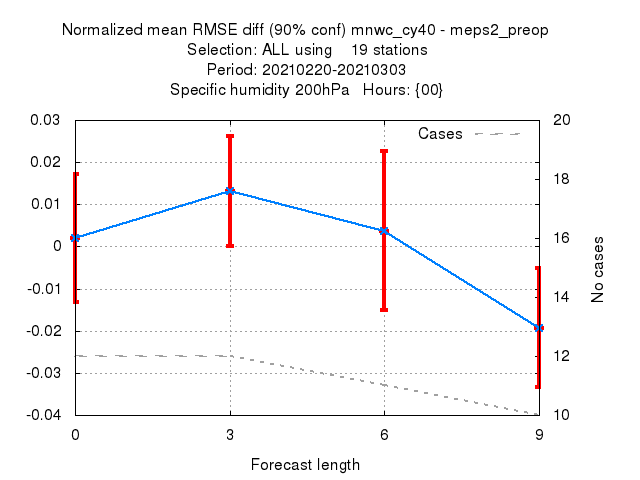 Normalized mean RMSE diff (90% conf) mnwc_cy40 - meps2_preop
Selection: ALL using    19 stations
Period: 20210220-20210303
Specific humidity 200hPa   Hours: {00}
0.03
0.02
0.01
0
-0.01
-0.02
-0.03
-0.04
Cases
20
18
16
14
12
10
No cases
0
3
6
9
Forecast length